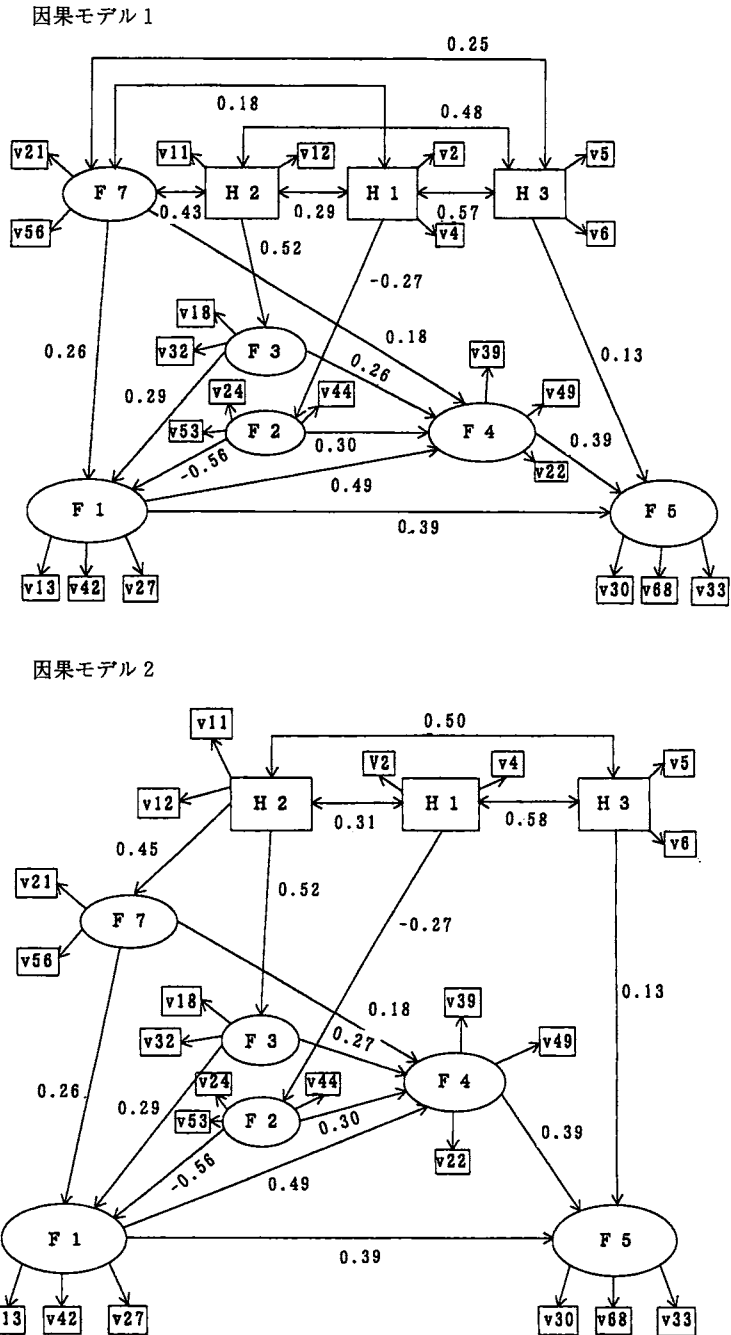 因果モデル1
0.25
0.18
0.48
v21
v11
v12
v2
v5
F 7
H 2
H 1
H 3
0.43
0.29
0.57
v56
v4
v6
0.52
-0.27
v18
0.18
v39
0.26
v32
F 3
0.26
0.13
0.29
v24
v44
v49
v53
F 2
0.30
F 4
0.39
-0.56
v22
0.49
F 1
0.39
F 5
v13
v42
v27
v30
v68
v33
因果モデル2
v11
0.50
V2
v4
v5
v12
H 2
H 1
H 3
0.31
0.58
v6
0.45
v21
0.52
F 7
-0.27
v56
v18
0.18
v39
0.13
v32
F 3
0.27
v49
0.26
0.29
v24
v44
F 4
v53
F 2
0.30
0.39
-0.56
v22
0.49
F 1
0.39
F 5
13
v42
v27
v30
v68
v33